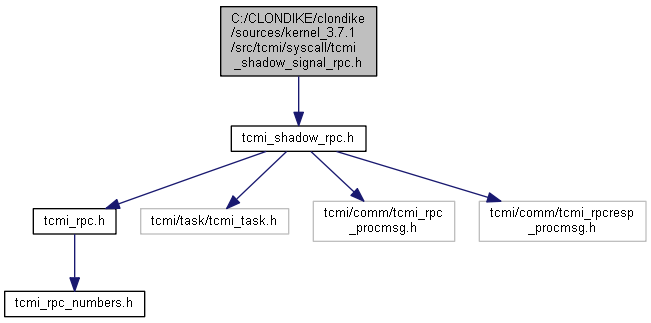 C:/CLONDIKE/clondike
/sources/kernel_3.7.1
/src/tcmi/syscall/tcmi
_shadow_signal_rpc.h
tcmi_shadow_rpc.h
tcmi_rpc.h
tcmi/task/tcmi_task.h
tcmi/comm/tcmi_rpc
_procmsg.h
tcmi/comm/tcmi_rpcresp
_procmsg.h
tcmi_rpc_numbers.h